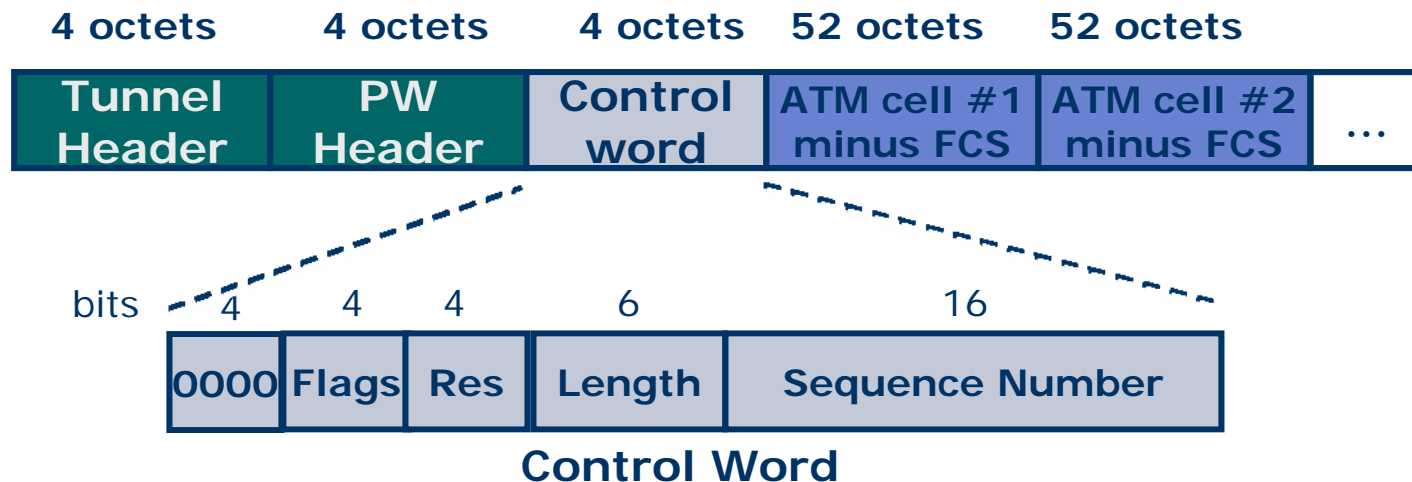 4 octets 4 octets 4 octets 52 octets 52 octets
Tunnel Header PW Header Control word ATM cell #1 minus FCS ATM cell #2 minus FCS ...
bits 4 4 4 6 16
0000 Flags Res Length Sequence Number
Control Word